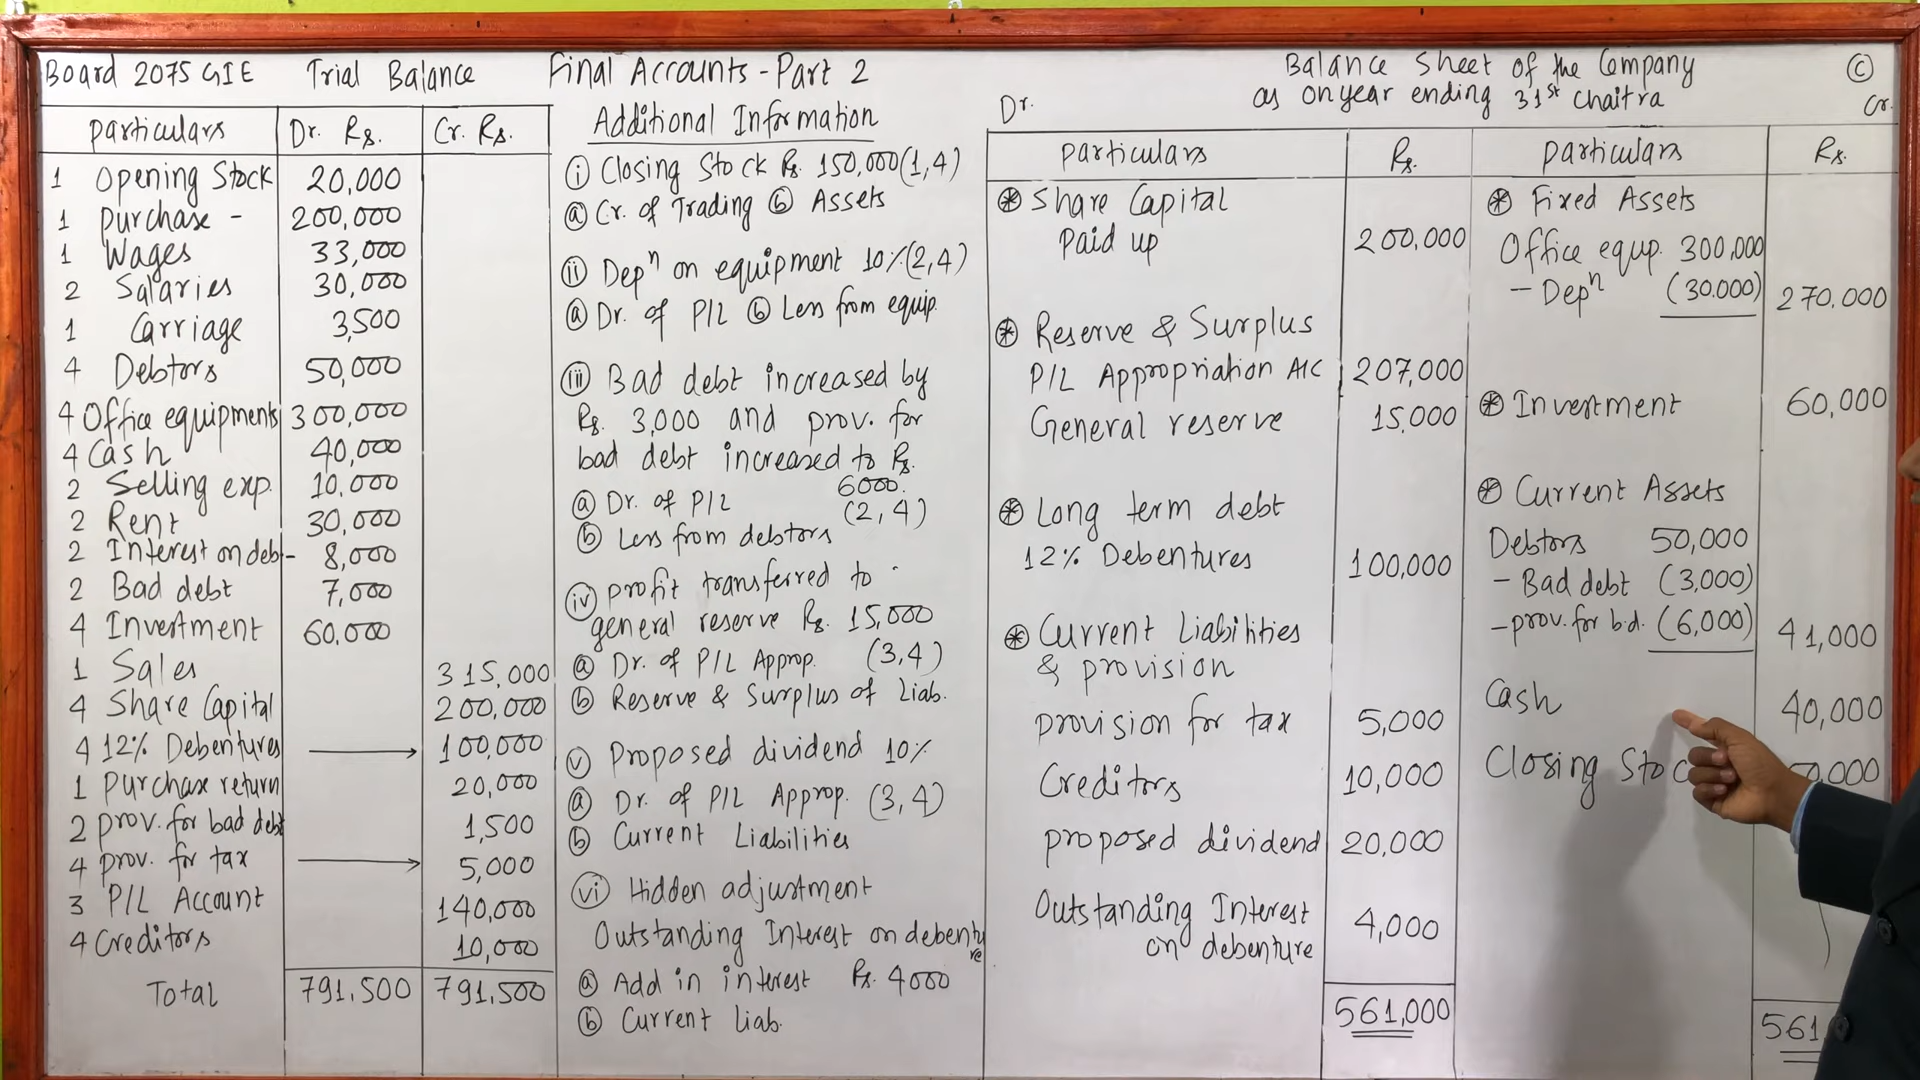 Board 2075 GIE Trial Balance Final Accounts - Part 2
particulars Dr. Rs. Cr. Rs.
1 Opening Stock 20,000
1 purchase - 200,000
1 Wages 33,000
2 Salaries 30,000
1 Carriage 3,500
4 Debtors 50,000
4 Office equipments 300,000
4 Cash 40,000
2 Selling exp. 10,000
2 Rent 30,000
2 Interest on deb- 8,000
2 Bad debt 7,000
4 Investment 60,000
1 Sales 315,000
4 Share Capital 200,000
4 12% Debentures 100,000
1 purchase return 20,000
2 prov. for bad debt 1,500
4 prov. for tax 5,000
3 P/L Account 140,000
4 Creditors 10,000
Total 791,500 791,500
Additional Information
(i) Closing Stock Rs. 150,000 (1,4)
(a) Cr. of Trading (b) Assets
(ii) Depn on equipment 10% (2,4)
(a) Dr. of P/L (b) Less from equip.
(iii) Bad debt increased by
Rs. 3,000 and prov. for
bad debt increased to Rs.
6000.
(a) Dr. of P/L (2,4)
(b) Less from debtors
(iv) profit transferred to
general reserve Rs. 15,000
(a) Dr. of P/L Approp. (3,4)
(b) Reserve & Surplus of Liab.
(v) Proposed dividend 10%
(a) Dr. of P/L Approp. (3,4)
(b) Current Liabilities
(vi) Hidden adjustment
Outstanding Interest on debenture
(a) Add in interest Rs. 4000
(b) Current Liab.
Balance Sheet of the Company
as on year ending 31st Chaitra
©
Dr. Cr.
particulars Rs. particulars Rs.
* Share Capital
Paid up 200,000
* Reserve & Surplus
P/L Appropriation A/C 207,000
General reserve 15,000
* Long term debt
12% Debentures 100,000
* Current Liabilities
& provision
provision for tax 5,000
Creditors 10,000
proposed dividend 20,000
Outstanding Interest
on debenture 4,000
561,000
* Fixed Assets
Office equp. 300,000
- Depn (30.000) 270,000
* Investment 60,000
* Current Assets
Debtors 50,000
- Bad debt (3,000)
- prov. for b.d. (6,000) 41,000
Cash 40,000
Closing
561